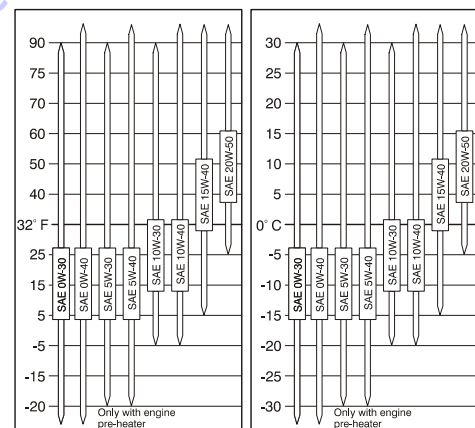 90
75
70
60
50
40
32° F
25
15
5
-5
-15
-20
SAE 0W-30
SAE 0W-40
SAE 5W-30
SAE 5W-40
SAE 10W-30
SAE 10W-40
SAE 15W-40
SAE 20W-50
Only with engine
pre-heater
30
25
20
15
10
5
0° C
-5
-10
-15
-20
-25
-30
SAE 0W-30
SAE 0W-40
SAE 5W-30
SAE 5W-40
SAE 10W-30
SAE 10W-40
SAE 15W-40
SAE 20W-50
Only with engine
pre-heater